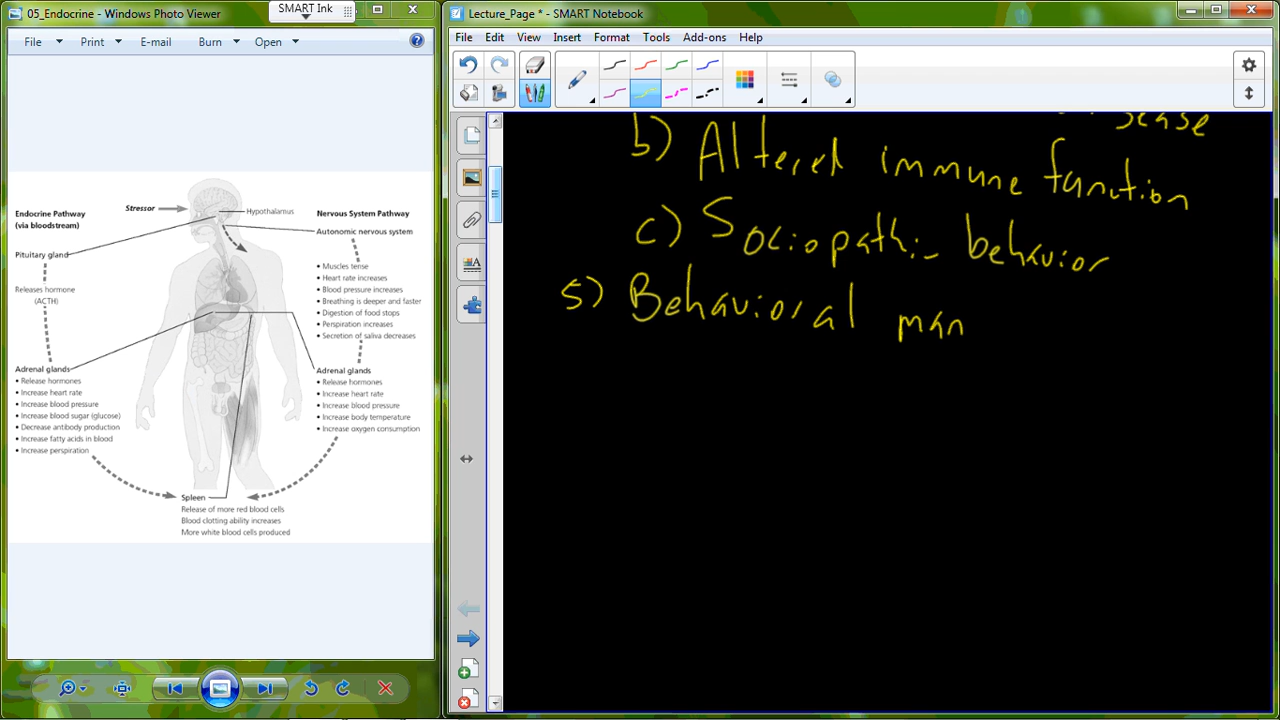 05_Endocrine - Windows Photo Viewer
SMART Ink
File Print E-mail Burn Open
Stressor
Hypothalamus
Endocrine Pathway
(via bloodstream)
Pituitary gland
Releases hormone
(ACTH)
Adrenal glands
• Release hormones
• Increase heart rate
• Increase blood pressure
• Increase blood sugar (glucose)
• Decrease antibody production
• Increase fatty acids in blood
• Increase perspiration
Nervous System Pathway
Autonomic nervous system
• Muscles tense
• Heart rate increases
• Blood pressure increases
• Breathing is deeper and faster
• Digestion of food stops
• Perspiration increases
• Secretion of saliva decreases
Adrenal glands
• Release hormones
• Increase heart rate
• Increase blood pressure
• Increase body temperature
• Increase oxygen consumption
Spleen
Release of more red blood cells
Blood clotting ability increases
More white blood cells produced
Lecture_Page * - SMART Notebook
File Edit View Insert Format Tools Add-ons Help
b) Altered immune function
c) Sociopathic behavior
5) Behavioral man